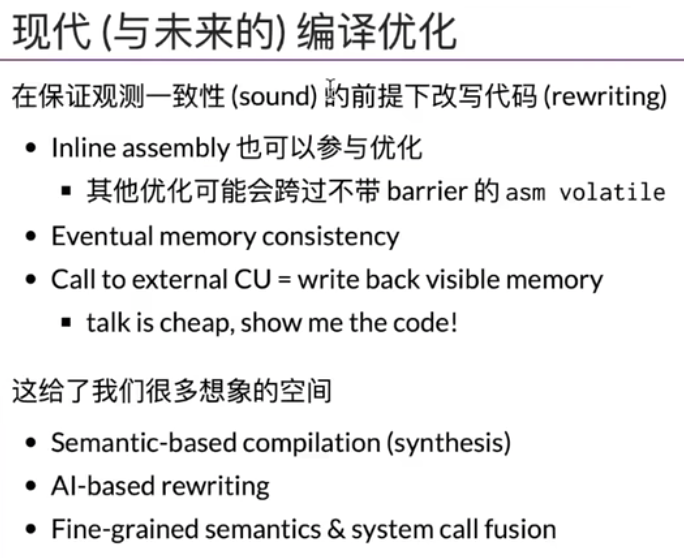 现代 (与未来的) 编译优化
在保证观测一致性 (sound) 的前提下改写代码 (rewriting)
Inline assembly 也可以参与优化
其他优化可能会跨过不带 barrier 的 asm volatile
Eventual memory consistency
Call to external CU = write back visible memory
talk is cheap, show me the code!
这给了我们很多想象的空间
Semantic-based compilation (synthesis)
AI-based rewriting
Fine-grained semantics & system call fusion